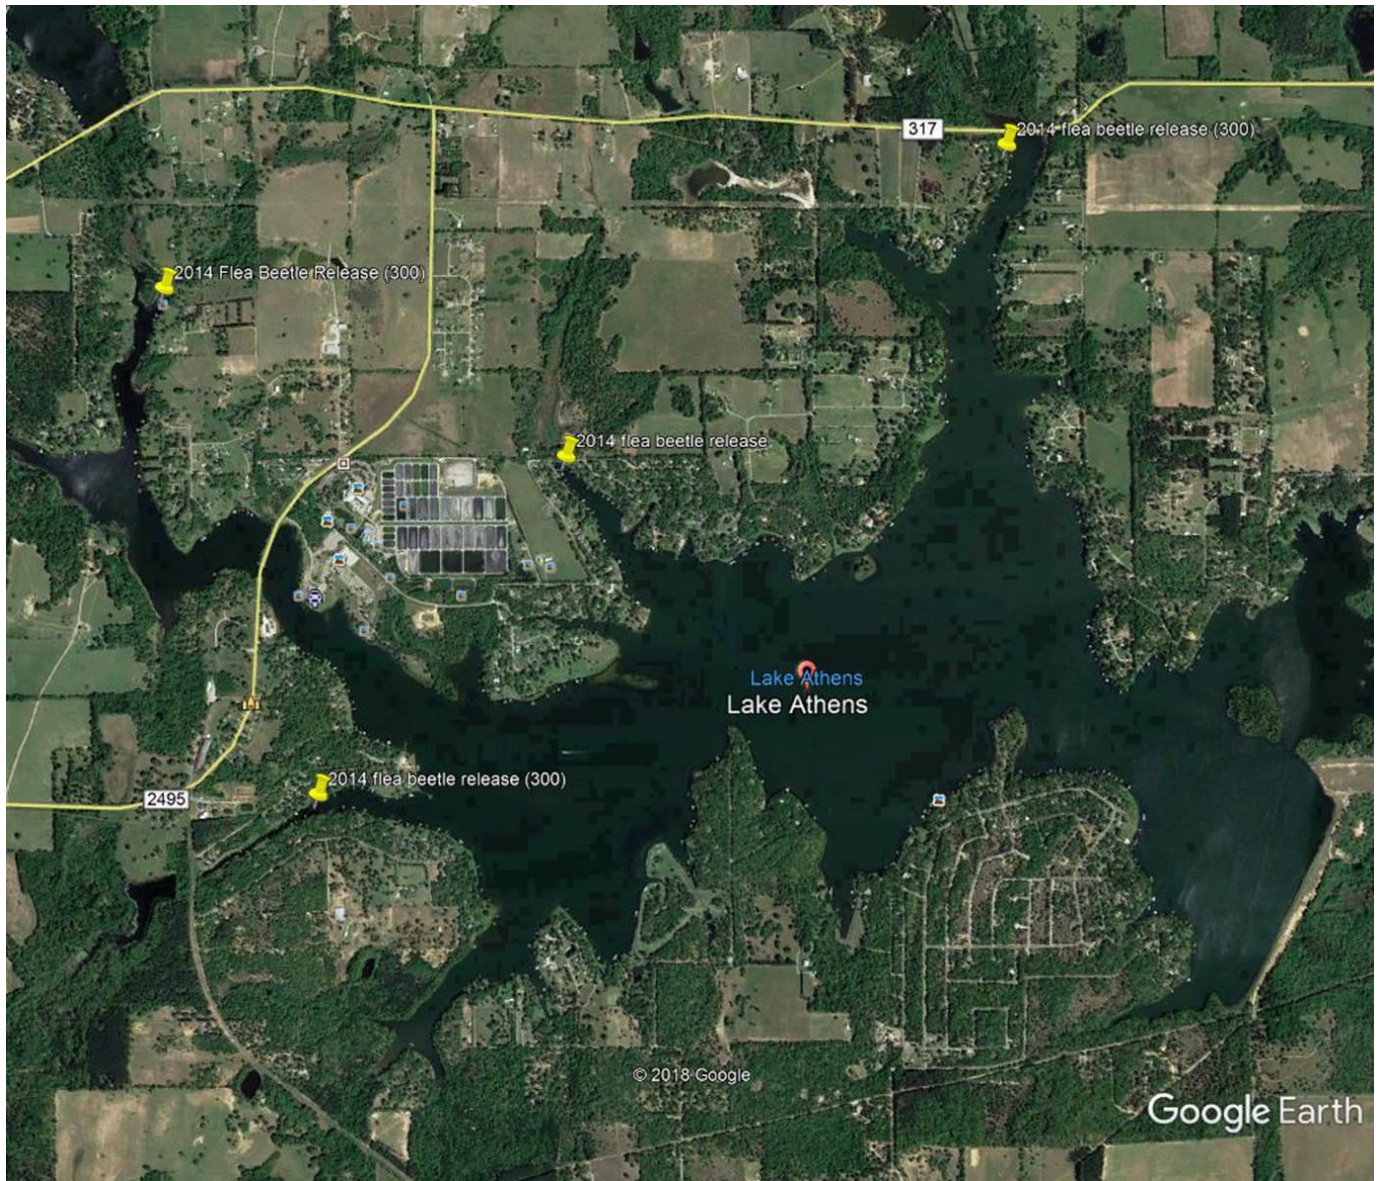 317
2014 flea beetle release (300)
2014 Flea Beetle Release (300)
2014 flea beetle release
Lake Athens
Lake Athens
2014 flea beetle release (300)
2495
© 2018 Google
Google Earth